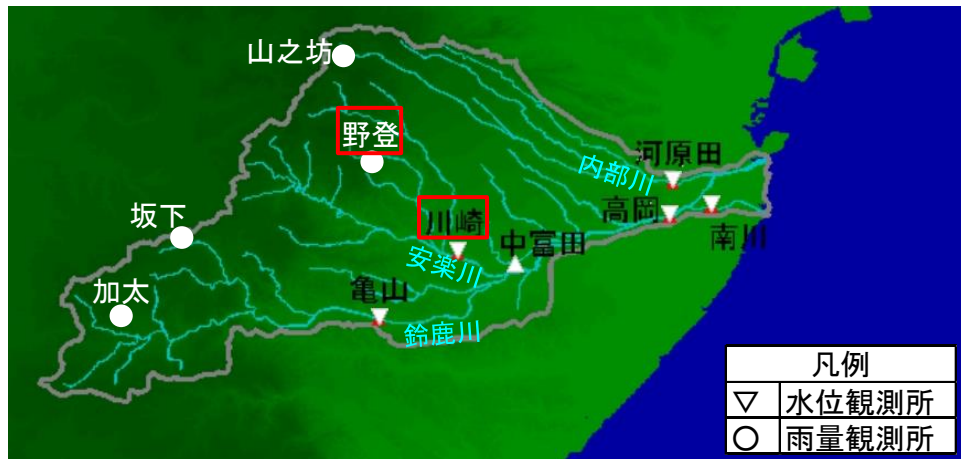 山之坊
野登
河原田
内部川
川崎
高岡
坂下
中富田
南川
安楽川
亀山
加太
鈴鹿川
凡例
▽ 水位観測所
○ 雨量観測所